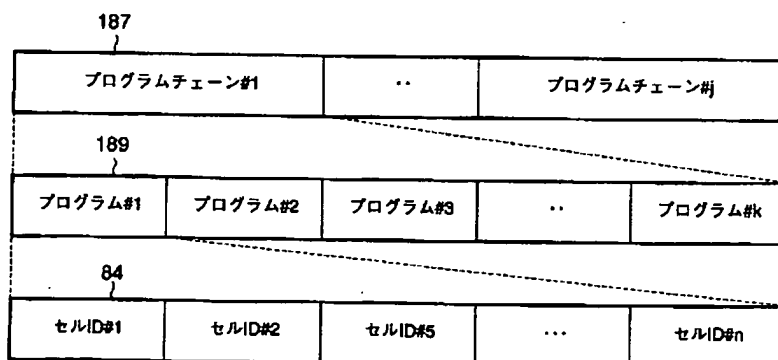 187
プログラムチェーン#1 ‥ プログラムチェーン#j
189
プログラム#1 プログラム#2 プログラム#3 ‥ プログラム#k
84
セルID#1 セルID#2 セルID#5 ... セルID#n